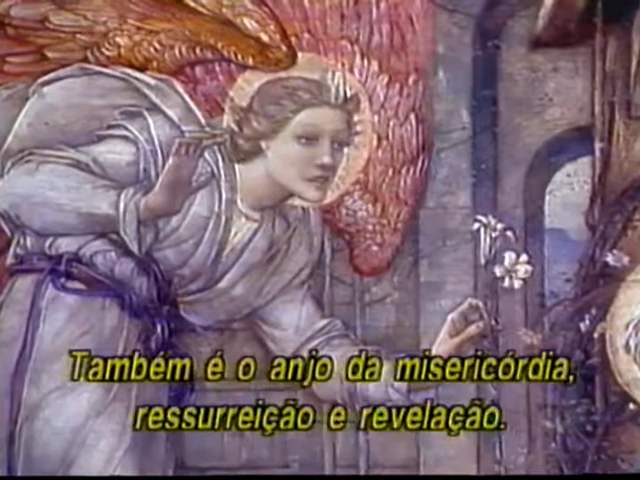 Também é o anjo da misericórdia,
ressurreição e revelação.